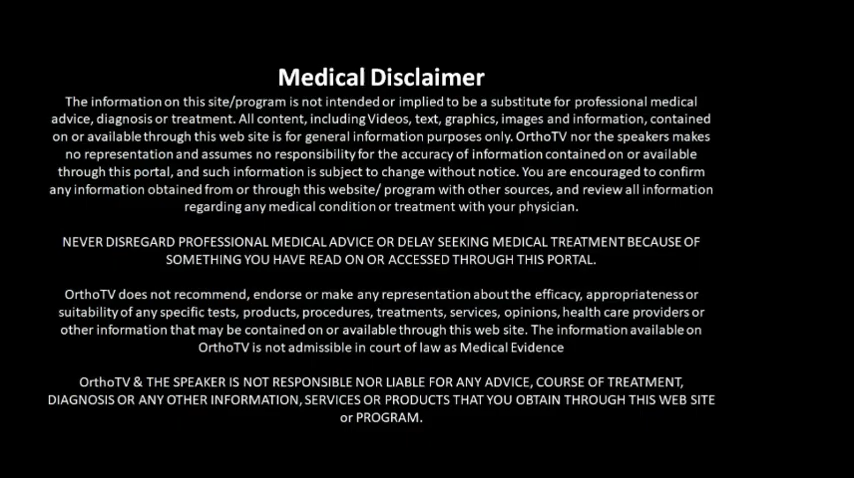 Medical Disclaimer
The information on this site/program is not intended or implied to be a substitute for professional medical
advice, diagnosis or treatment. All content, including Videos, text, graphics, images and information, contained
on or available through this web site is for general information purposes only. OrthoTV nor the speakers makes
no representation and assumes no responsibility for the accuracy of information contained on or available
through this portal, and such information is subject to change without notice. You are encouraged to confirm
any information obtained from or through this website/ program with other sources, and review all information
regarding any medical condition or treatment with your physician.
NEVER DISREGARD PROFESSIONAL MEDICAL ADVICE OR DELAY SEEKING MEDICAL TREATMENT BECAUSE OF
SOMETHING YOU HAVE READ ON OR ACCESSED THROUGH THIS PORTAL.
OrthoTV does not recommend, endorse or make any representation about the efficacy, appropriateness or
suitability of any specific tests, products, procedures, treatments, services, opinions, health care providers or
other information that may be contained on or available through this web site. The information available on
OrthoTV is not admissible in court of law as Medical Evidence
OrthoTV & THE SPEAKER IS NOT RESPONSIBLE NOR LIABLE FOR ANY ADVICE, COURSE OF TREATMENT,
DIAGNOSIS OR ANY OTHER INFORMATION, SERVICES OR PRODUCTS THAT YOU OBTAIN THROUGH THIS WEB SITE
or PROGRAM.